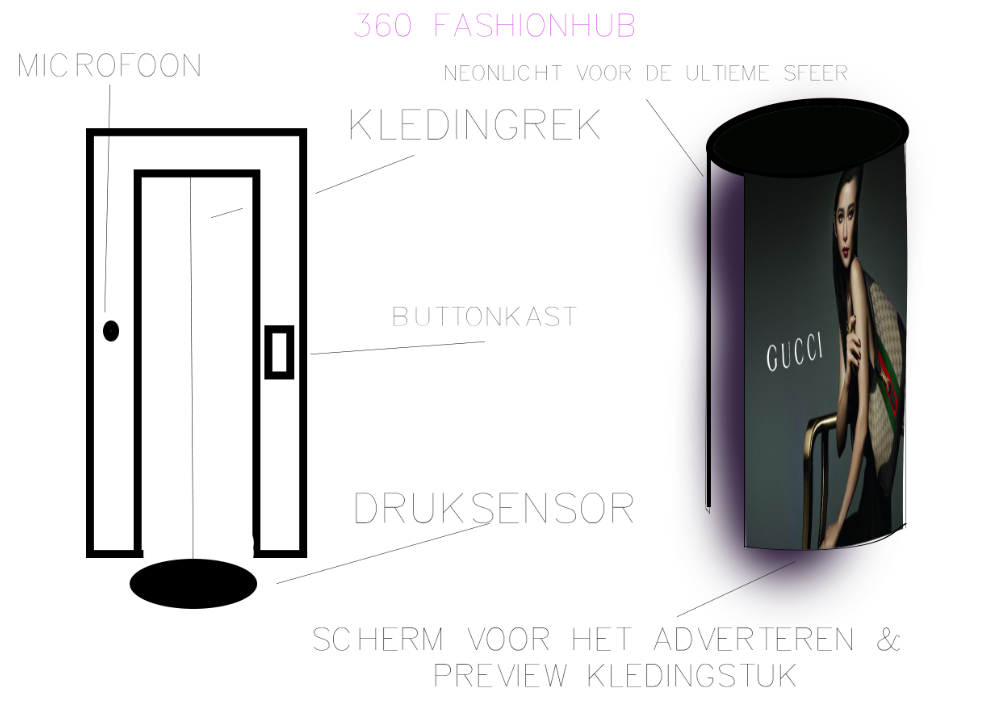 360 FASHIONHUB
MICROFOON
NEONLICHT VOOR DE ULTIEME SFEER
KLEDINGREK
BUTTONKAST
GUCCI
DRUKSENSOR
SCHERM VOOR HET ADVERTEREN &
PREVIEW KLEDINGSTUK